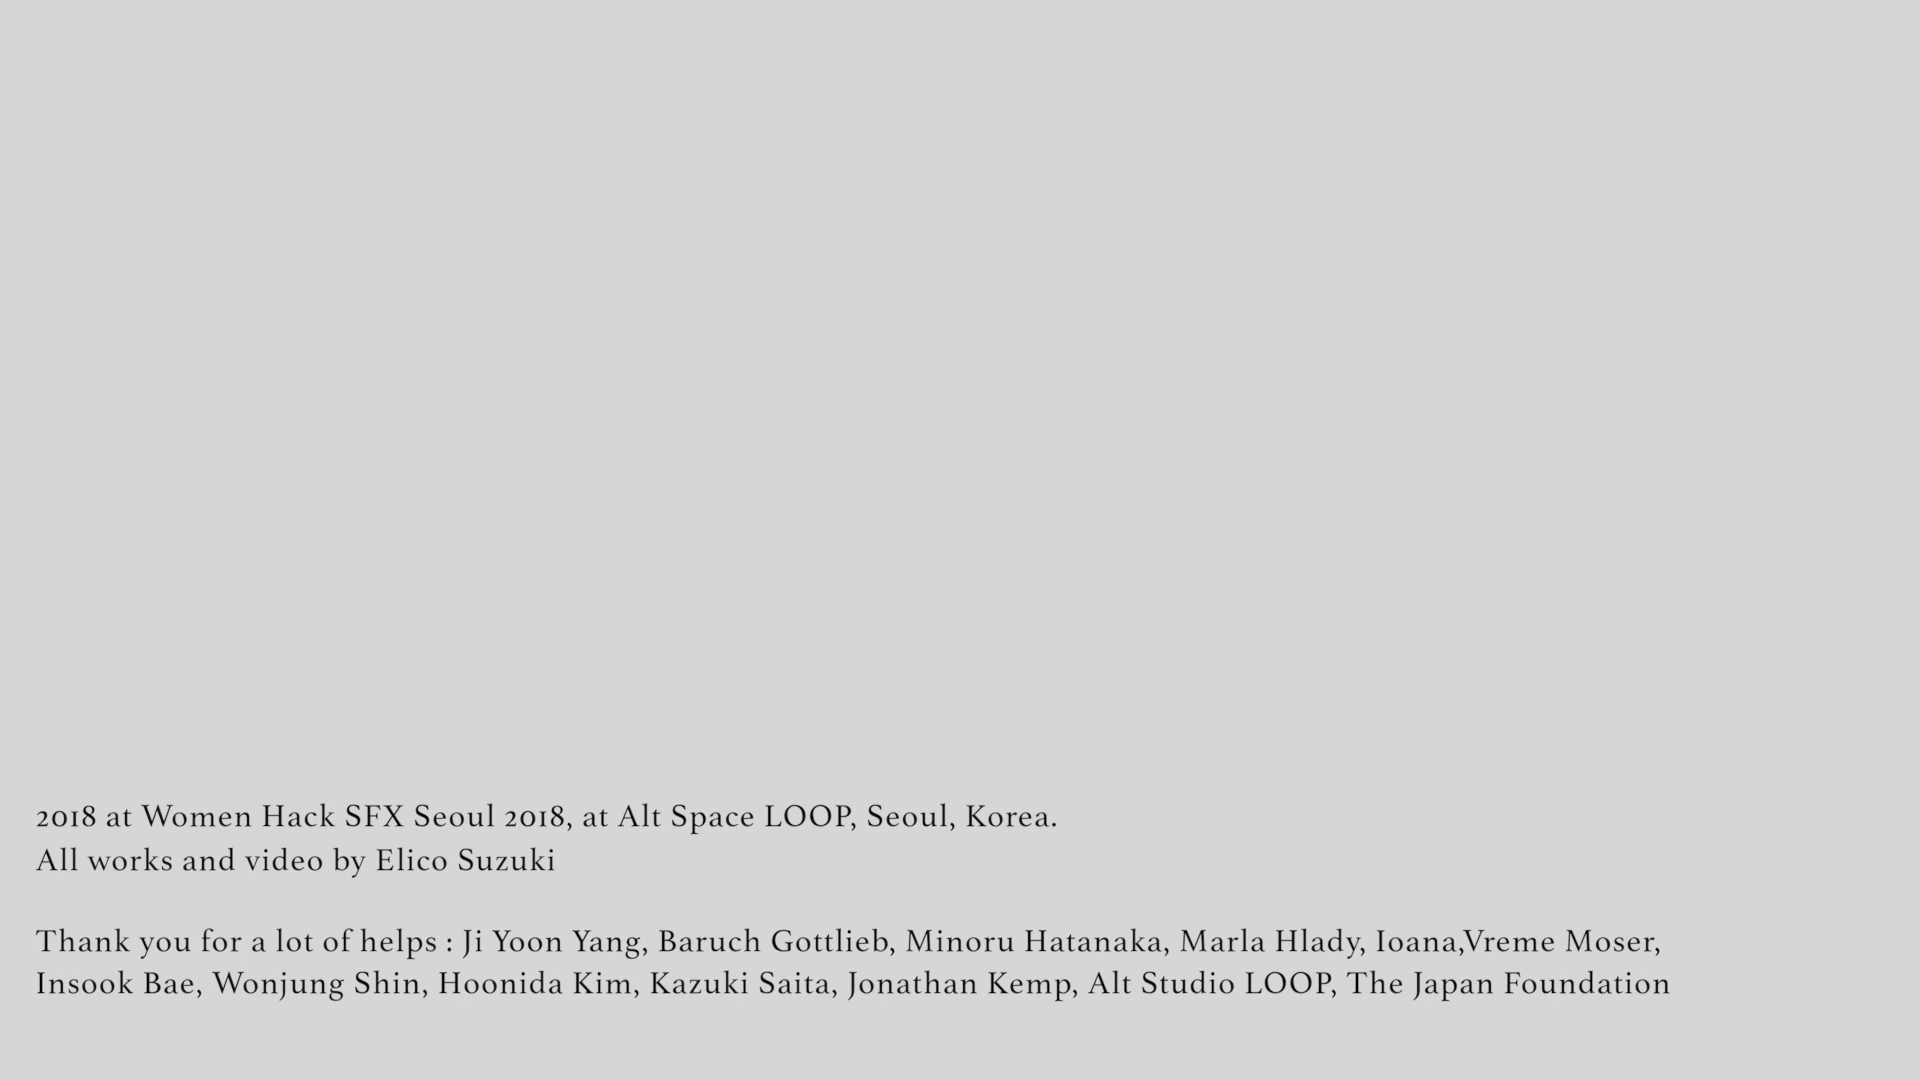 2018 at Women Hack SFX Seoul 2018, at Alt Space LOOP, Seoul, Korea.
All works and video by Elico Suzuki
Thank you for a lot of helps : Ji Yoon Yang, Baruch Gottlieb, Minoru Hatanaka, Marla Hlady, Ioana,Vreme Moser,
Insook Bae, Wonjung Shin, Hoonida Kim, Kazuki Saita, Jonathan Kemp, Alt Studio LOOP, The Japan Foundation